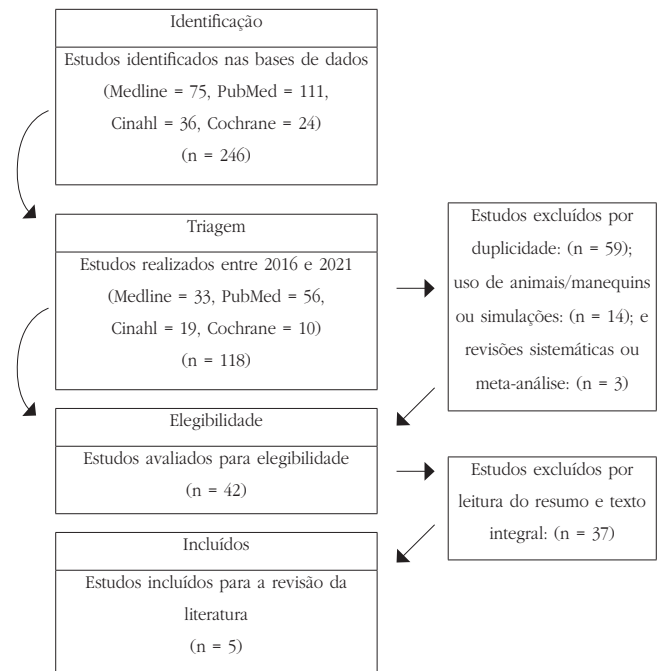 Identificação
Estudos identificados nas bases de dados
(Medline = 75, PubMed = 111,
Cinahl = 36, Cochrane = 24)
(n = 246)
Triagem
Estudos realizados entre 2016 e 2021
(Medline = 33, PubMed = 56,
Cinahl = 19, Cochrane = 10)
(n = 118)
Estudos excluídos por
duplicidade: (n = 59);
uso de animais/manequins
ou simulações: (n = 14); e
revisões sistemáticas ou
meta-análise: (n = 3)
Elegibilidade
Estudos avaliados para elegibilidade
(n = 42)
Estudos excluídos por
leitura do resumo e texto
integral: (n = 37)
Incluídos
Estudos incluídos para a revisão da
literatura
(n = 5)